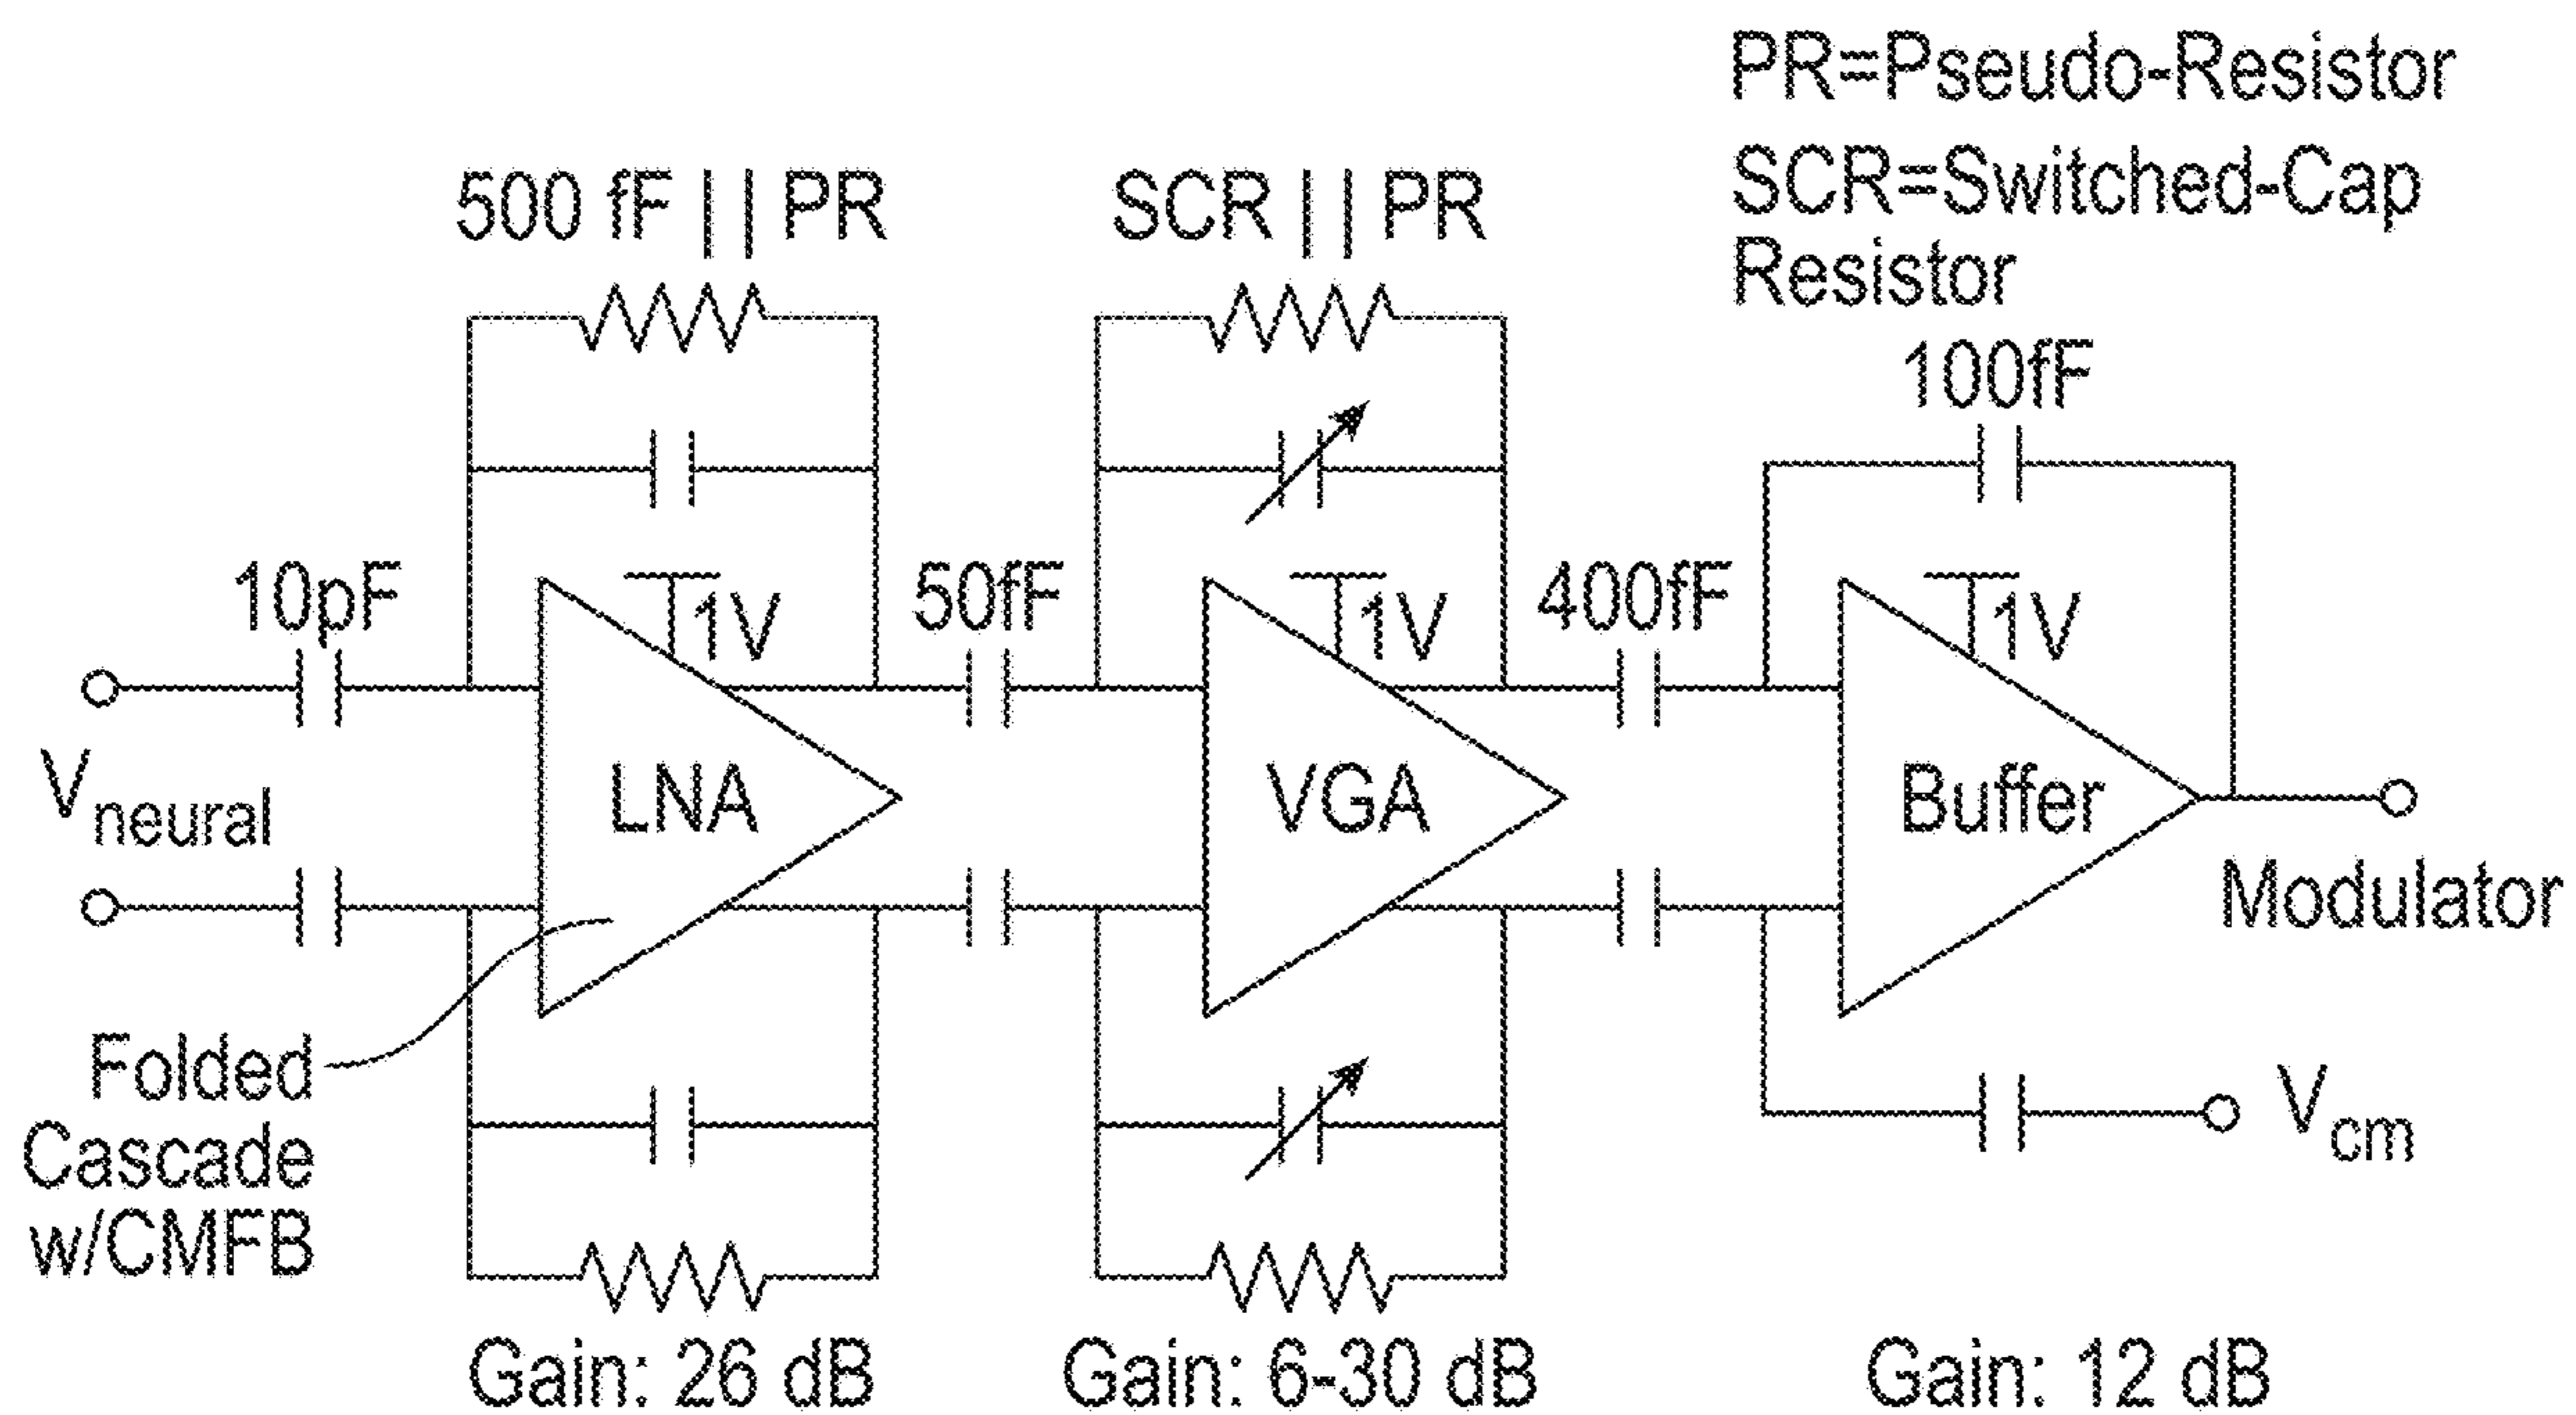 PR=Pseudo-Resistor
SCR=Switched-Cap
Resistor
500 fF || PR
SCR || PR
100fF
10pF
1V
50fF
1V
400fF
1V
Vneural
LNA
VGA
Buffer
Modulator
Folded
Cascade
w/CMFB
Vcm
Gain: 26 dB
Gain: 6-30 dB
Gain: 12 dB